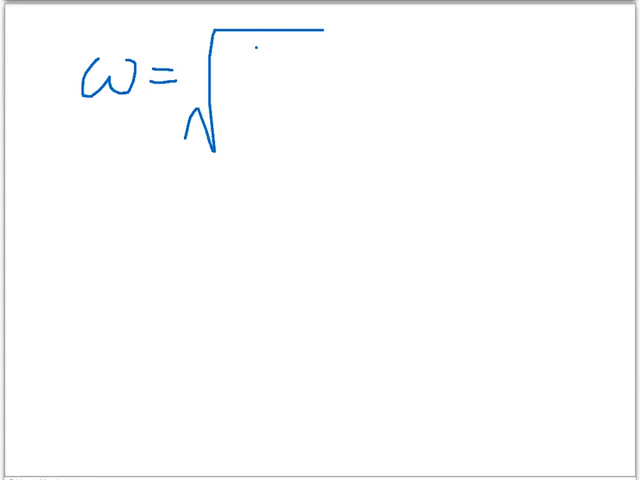 ω = √